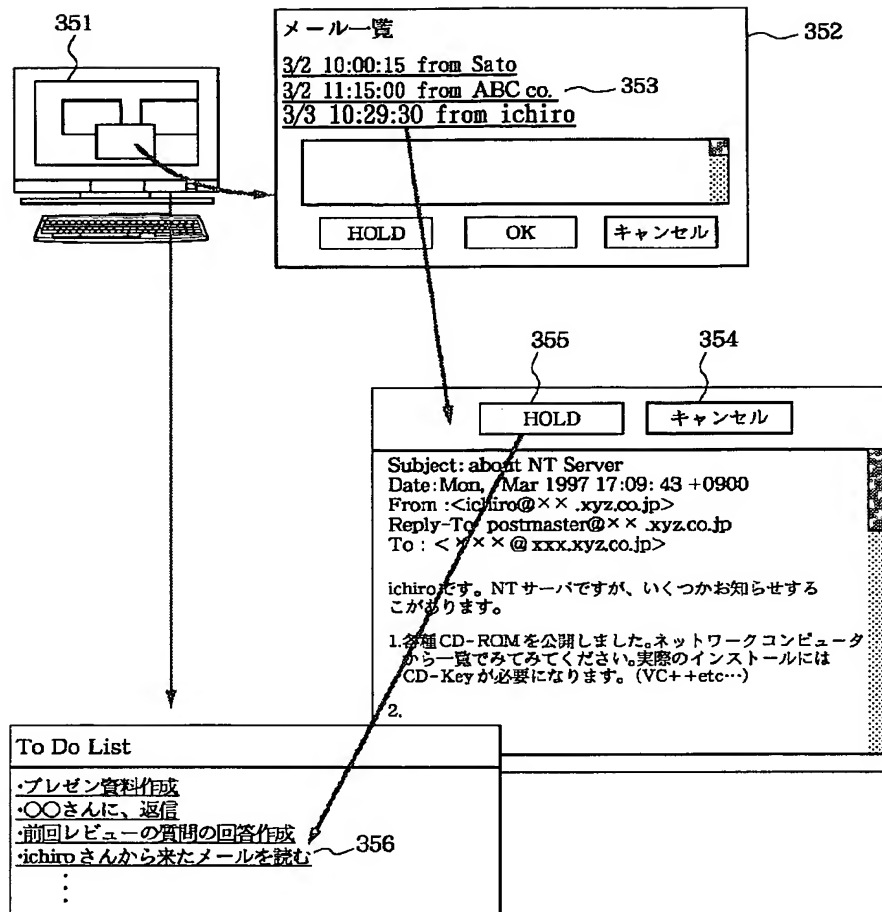 351
メール一覧
352
3/2 10:00:15 from Sato
3/2 11:15:00 from ABC co.
353
3/3 10:29:30 from ichiro
HOLD
OK
キャンセル
355
354
HOLD
キャンセル
Subject: about NT Server
Date:Mon, Mar 1997 17:09: 43 +0900
From :<ichiro@×× .xyz.co.jp>
Reply-To: postmaster@×× .xyz.co.jp
To : < ××× @ xxx.xyz.co.jp>
ichiroです。NTサーバですが、いくつかお知らせする
こがあります。
1.各種CD-ROMを公開しました。ネットワークコンピュータ
から一覧でみてみてください。実際のインストールには
CD-Keyが必要になります。(VC++etc…)
2.
To Do List
・プレゼン資料作成
・〇〇さんに、返信
・前回レビューの質問の回答作成
・ichiroさんから来たメールを読む
356